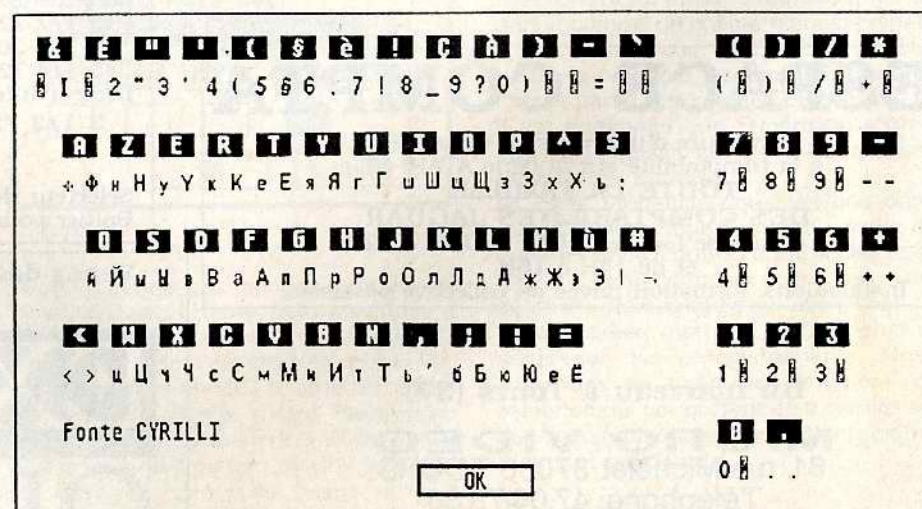 & É " ' ( § è ! Ç À ) - ` ( ) / *
I 2 " 3 ' 4 ( 5 § 6 . 7 ! 8 _ 9 ? 0 ) = ( ) / +
A Z E R T Y U I O P ^ $ 7 8 9 -
Ф н Н у Y к К е Е я Я г Г ш Ш щ Щ з З х Х ь : 7 8 9 - -
Q S D F G H J K L M ù # 4 5 6 +
й Й ы Ы в В а А п П р Р о О л Л д Д ж Ж э Э | - 4 5 6 + +
< W X C V B N , ; : = 1 2 3
< > ц Ц ч Ч с С м М и И т Т ь ' б Б ю Ю е Ё 1 2 3
Fonte CYRILLI 0 .
0 . .
OK